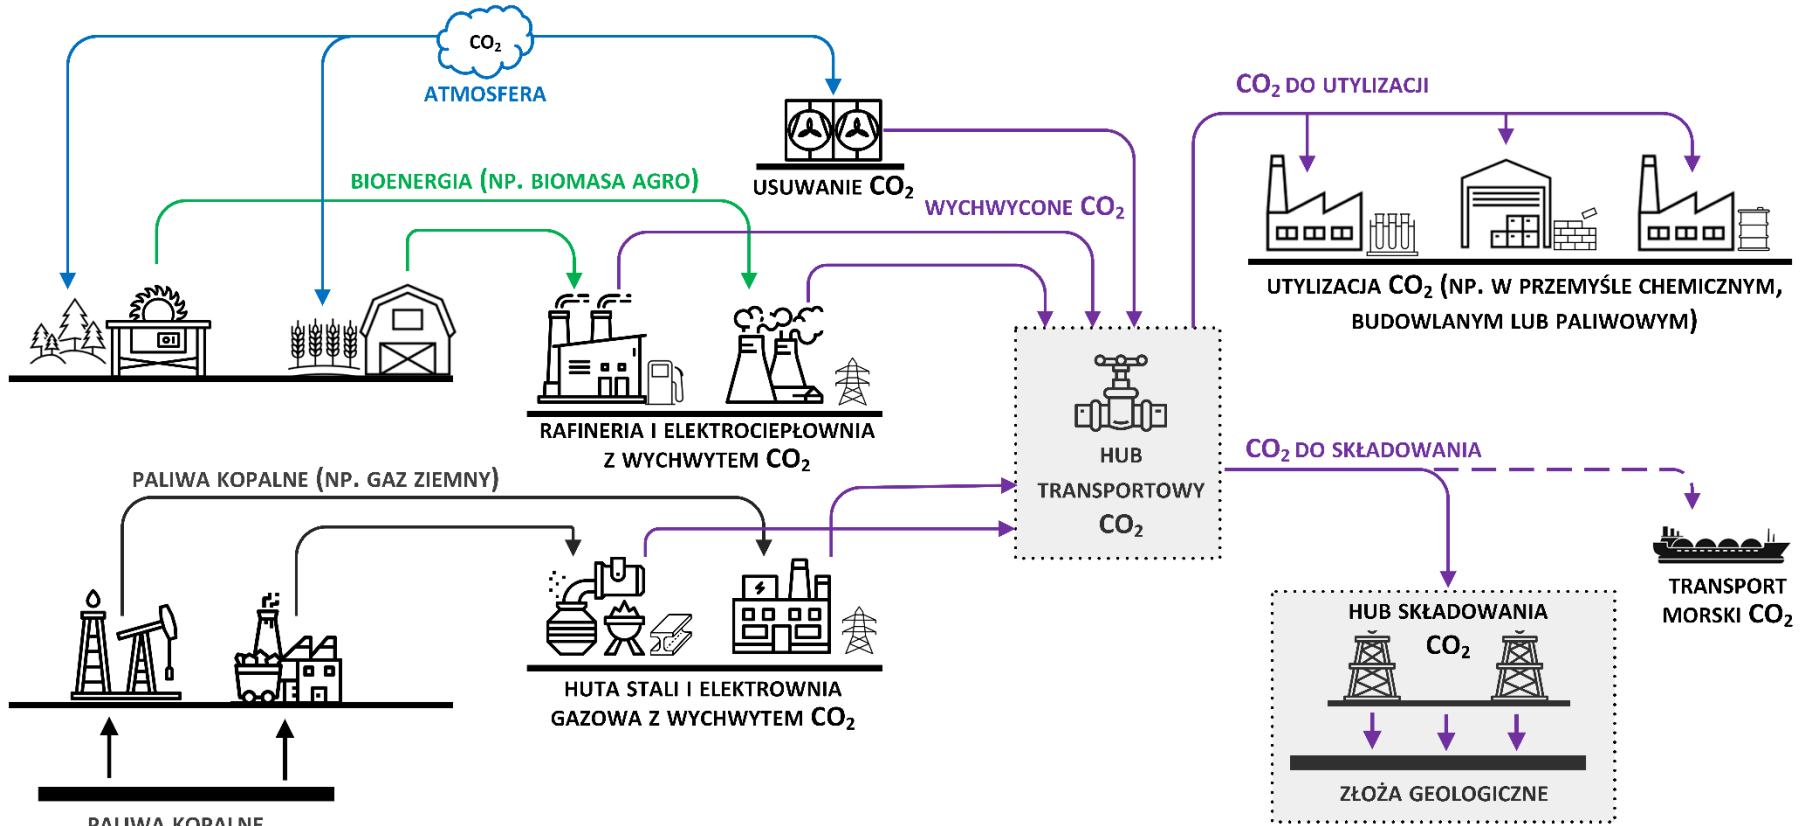 CO₂
ATMOSFERA
CO₂ DO UTYLIZACJI
BIOENERGIA (NP. BIOMASA AGRO)
USUWANIE CO₂
WYCHWYCONE CO₂
UTYLIZACJA CO₂ (NP. W PRZEMYŚLE CHEMICZNYM,
BUDOWLANYM LUB PALIWOWYM)
RAFINERIA I ELEKTROCIEPŁOWNIA
Z WYCHWYTEM CO₂
HUB
TRANSPORTOWY
CO₂
CO₂ DO SKŁADOWANIA
PALIWA KOPALNE (NP. GAZ ZIEMNY)
TRANSPORT
MORSKI CO₂
HUB SKŁADOWANIA
CO₂
HUTA STALI I ELEKTROWNIA
GAZOWA Z WYCHWYTEM CO₂
ZŁOŻA GEOLOGICZNE
PALIWA KOPALNE